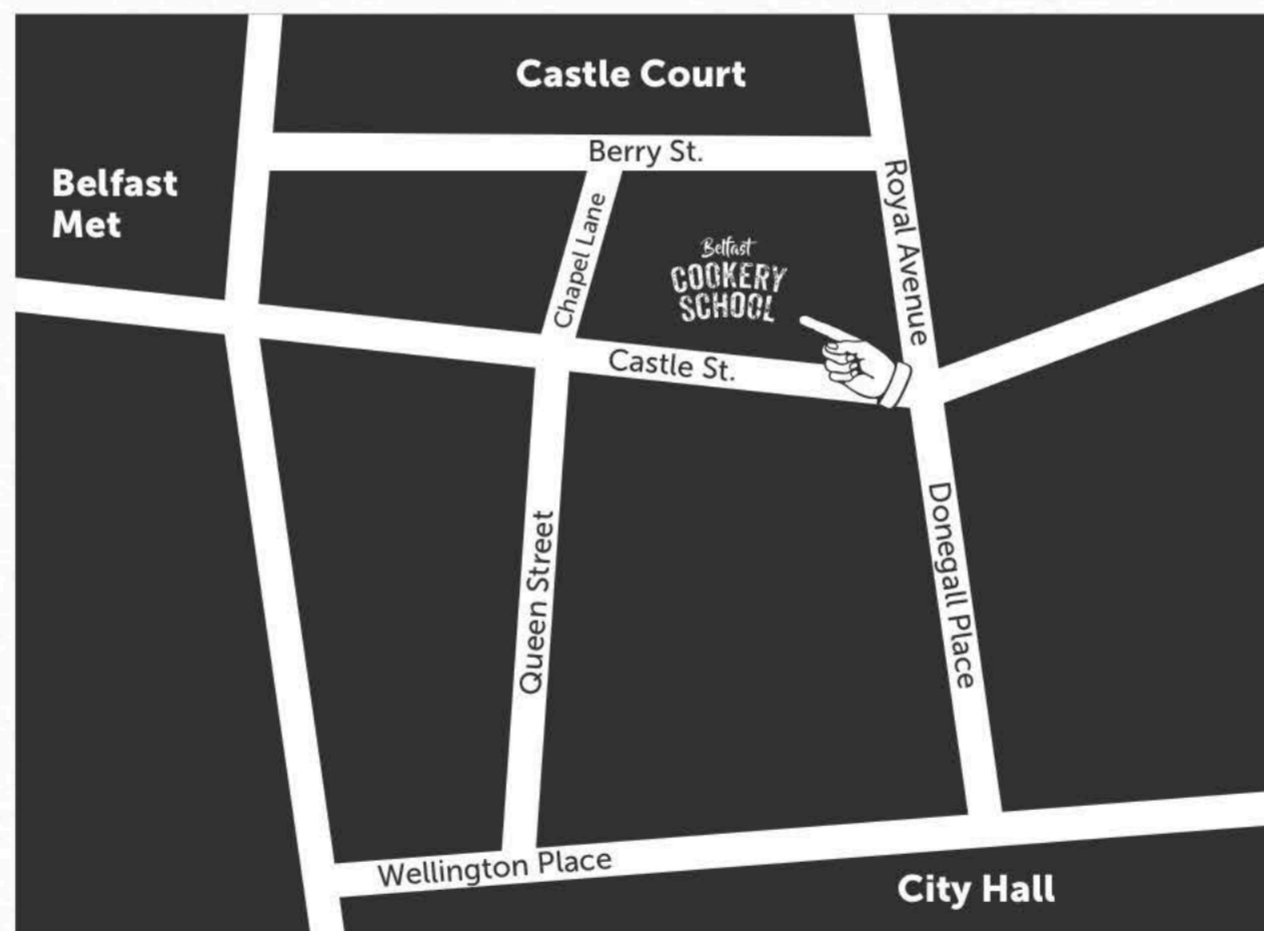 Castle Court
Berry St.
Belfast
Met
Royal Avenue
Chapel Lane
Belfast
COOKERY
SCHOOL
Castle St.
Queen Street
Donegall Place
Wellington Place
City Hall